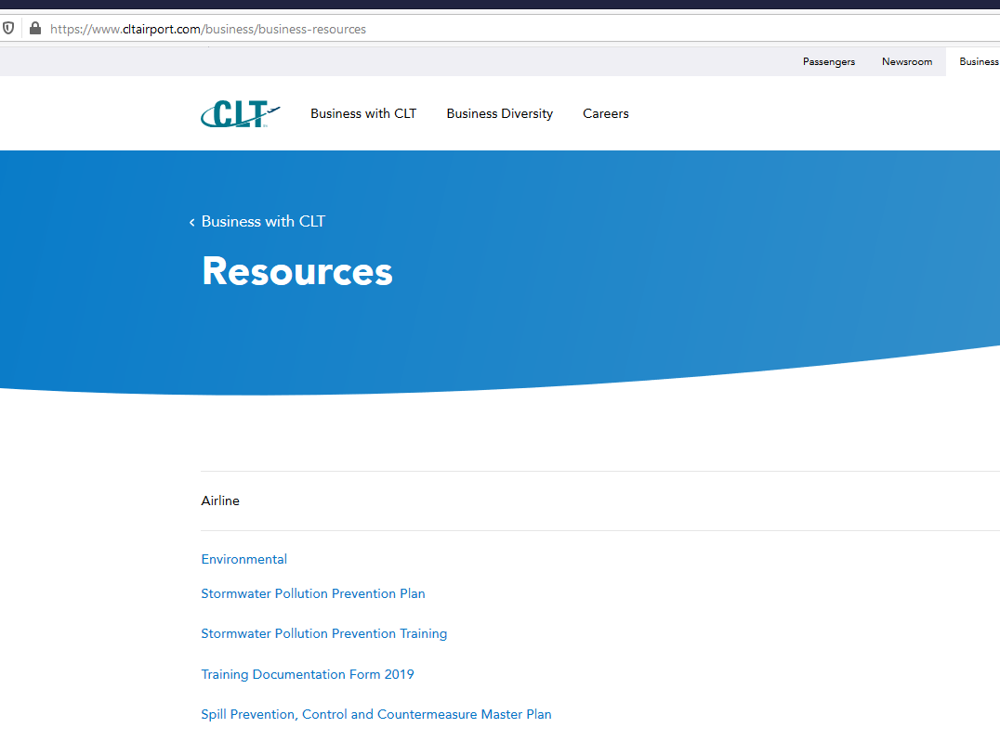 https://www.cltairport.com/business/business-resources
Passengers Newsroom Business
CLT Business with CLT Business Diversity Careers
‹ Business with CLT
Resources
Airline
Environmental
Stormwater Pollution Prevention Plan
Stormwater Pollution Prevention Training
Training Documentation Form 2019
Spill Prevention, Control and Countermeasure Master Plan